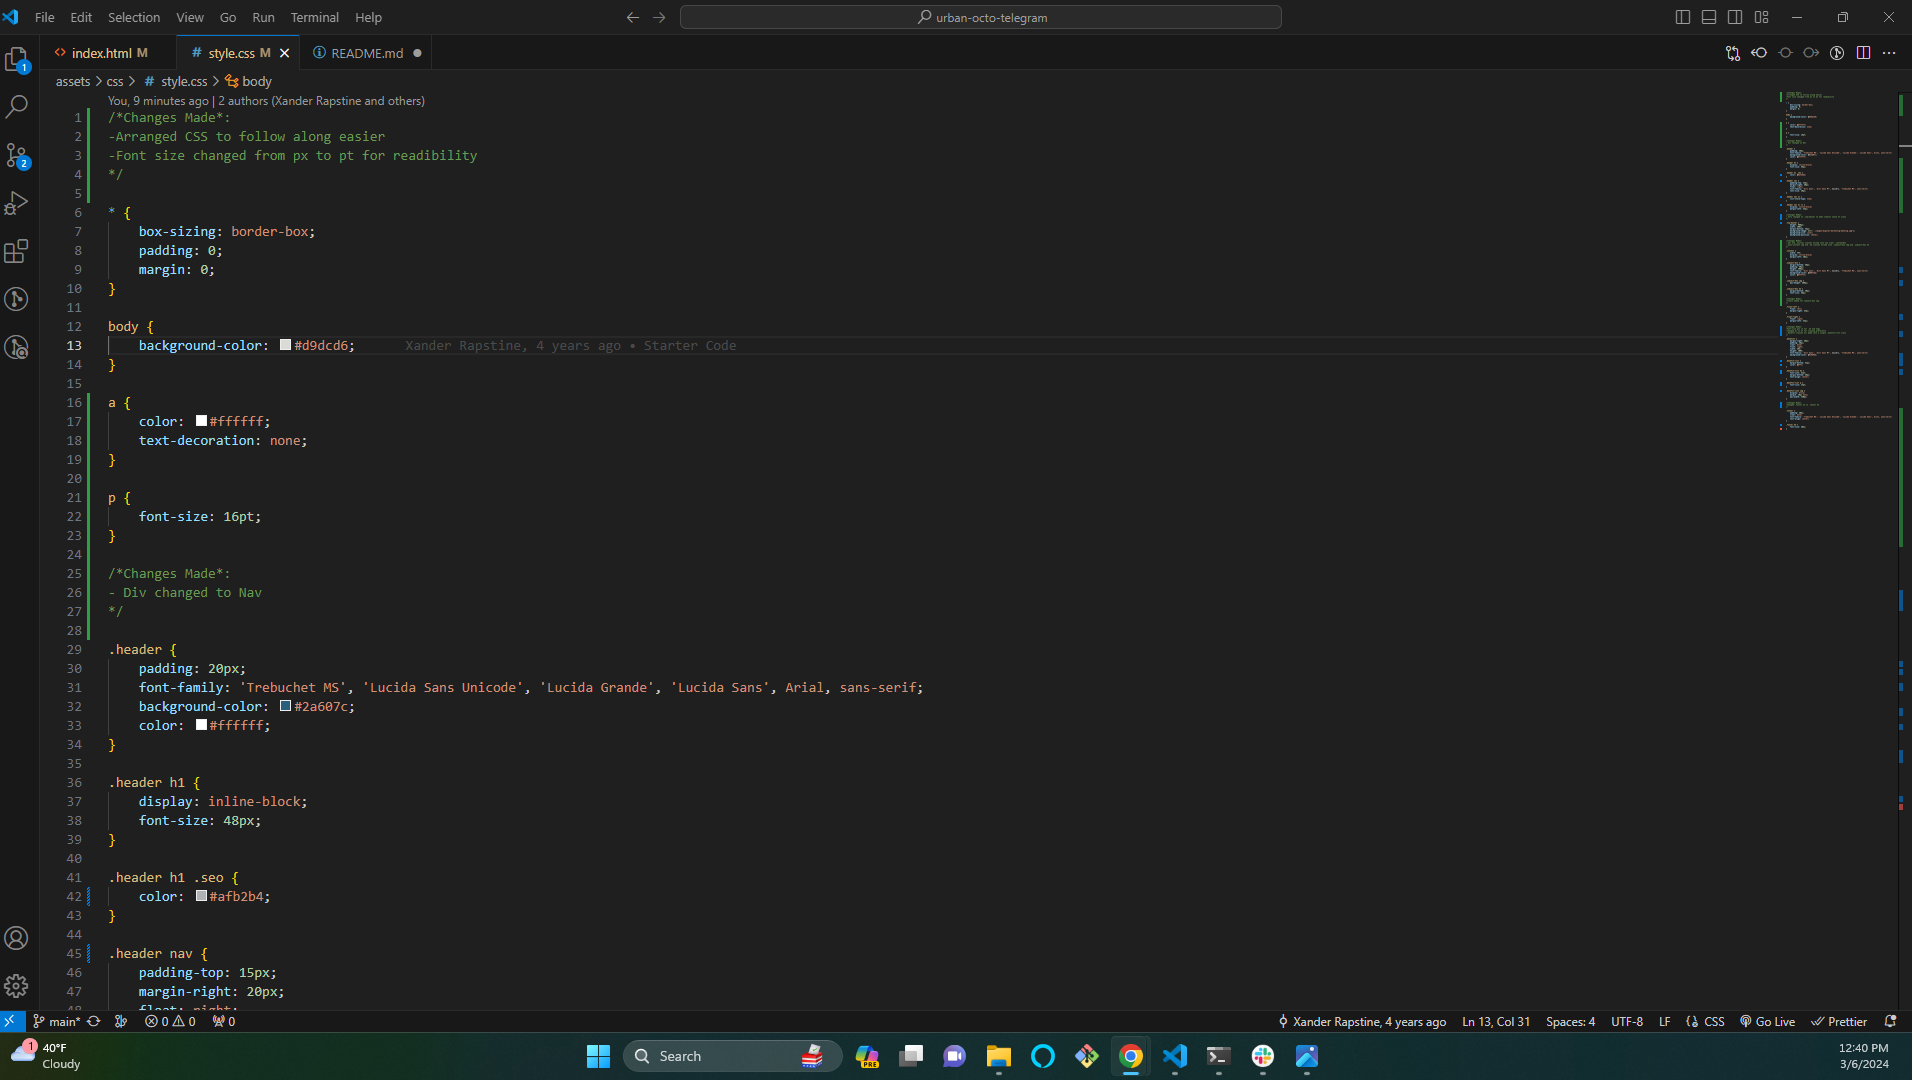 File Edit Selection View Go Run Terminal Help
urban-octo-telegram
index.html M
style.css M
README.md
assets > css > # style.css > body
You, 9 minutes ago | 2 authors (Xander Rapstine and others)
1 /*Changes Made*:
2 -Arranged CSS to follow along easier
3 -Font size changed from px to pt for readibility
4 */
5
6 * {
7 box-sizing: border-box;
8 padding: 0;
9 margin: 0;
10 }
11
12 body {
13 background-color: #d9dcd6; Xander Rapstine, 4 years ago • Starter Code
14 }
15
16 a {
17 color: #ffffff;
18 text-decoration: none;
19 }
20
21 p {
22 font-size: 16pt;
23 }
24
25 /*Changes Made*:
26 - Div changed to Nav
27 */
28
29 .header {
30 padding: 20px;
31 font-family: 'Trebuchet MS', 'Lucida Sans Unicode', 'Lucida Grande', 'Lucida Sans', Arial, sans-serif;
32 background-color: #2a607c;
33 color: #ffffff;
34 }
35
36 .header h1 {
37 display: inline-block;
38 font-size: 48px;
39 }
40
41 .header h1 .seo {
42 color: #afb2b4;
43 }
44
45 .header nav {
46 padding-top: 15px;
47 margin-right: 20px;
48 float: right;
1
2
main* 0 0 0
Xander Rapstine, 4 years ago Ln 13, Col 31 Spaces: 4 UTF-8 LF CSS Go Live Prettier
1
40°F
Cloudy
Search
PRE
12:40 PM
3/6/2024